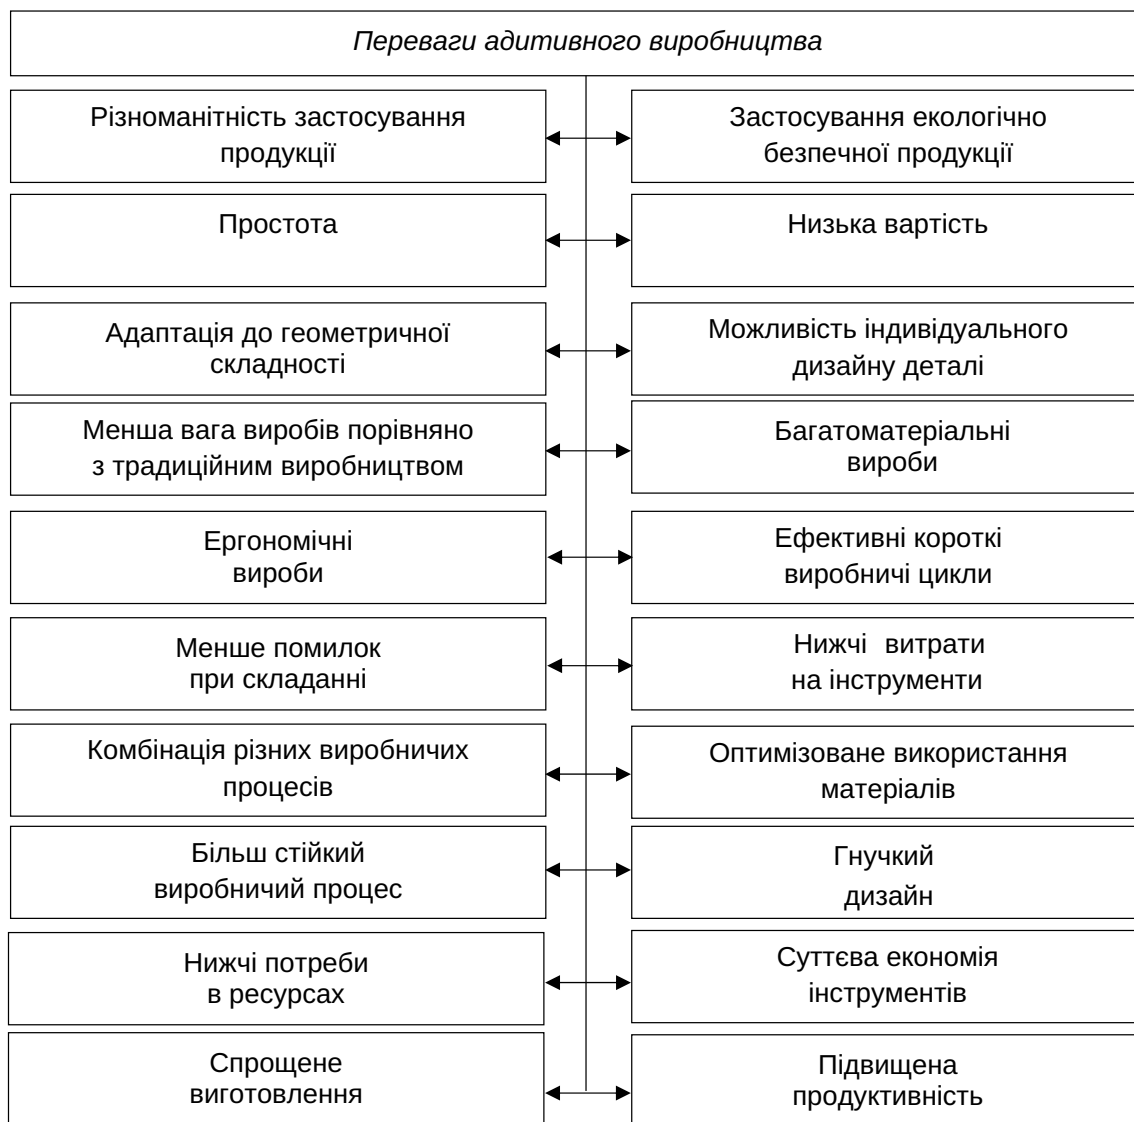 Переваги адитивного виробництва
Різноманітність застосування
продукції
Застосування екологічно
безпечної продукції
Простота
Низька вартість
Адаптація до геометричної
складності
Можливість індивідуального
дизайну деталі
Менша вага виробів порівняно
з традиційним виробництвом
Багатоматеріальні
вироби
Ергономічні
вироби
Ефективні короткі
виробничі цикли
Менше помилок
при складанні
Нижчі витрати
на інструменти
Комбінація різних виробничих
процесів
Оптимізоване використання
матеріалів
Більш стійкий
виробничий процес
Гнучкий
дизайн
Нижчі потреби
в ресурсах
Суттєва економія
інструментів
Спрощене
виготовлення
Підвищена
продуктивність